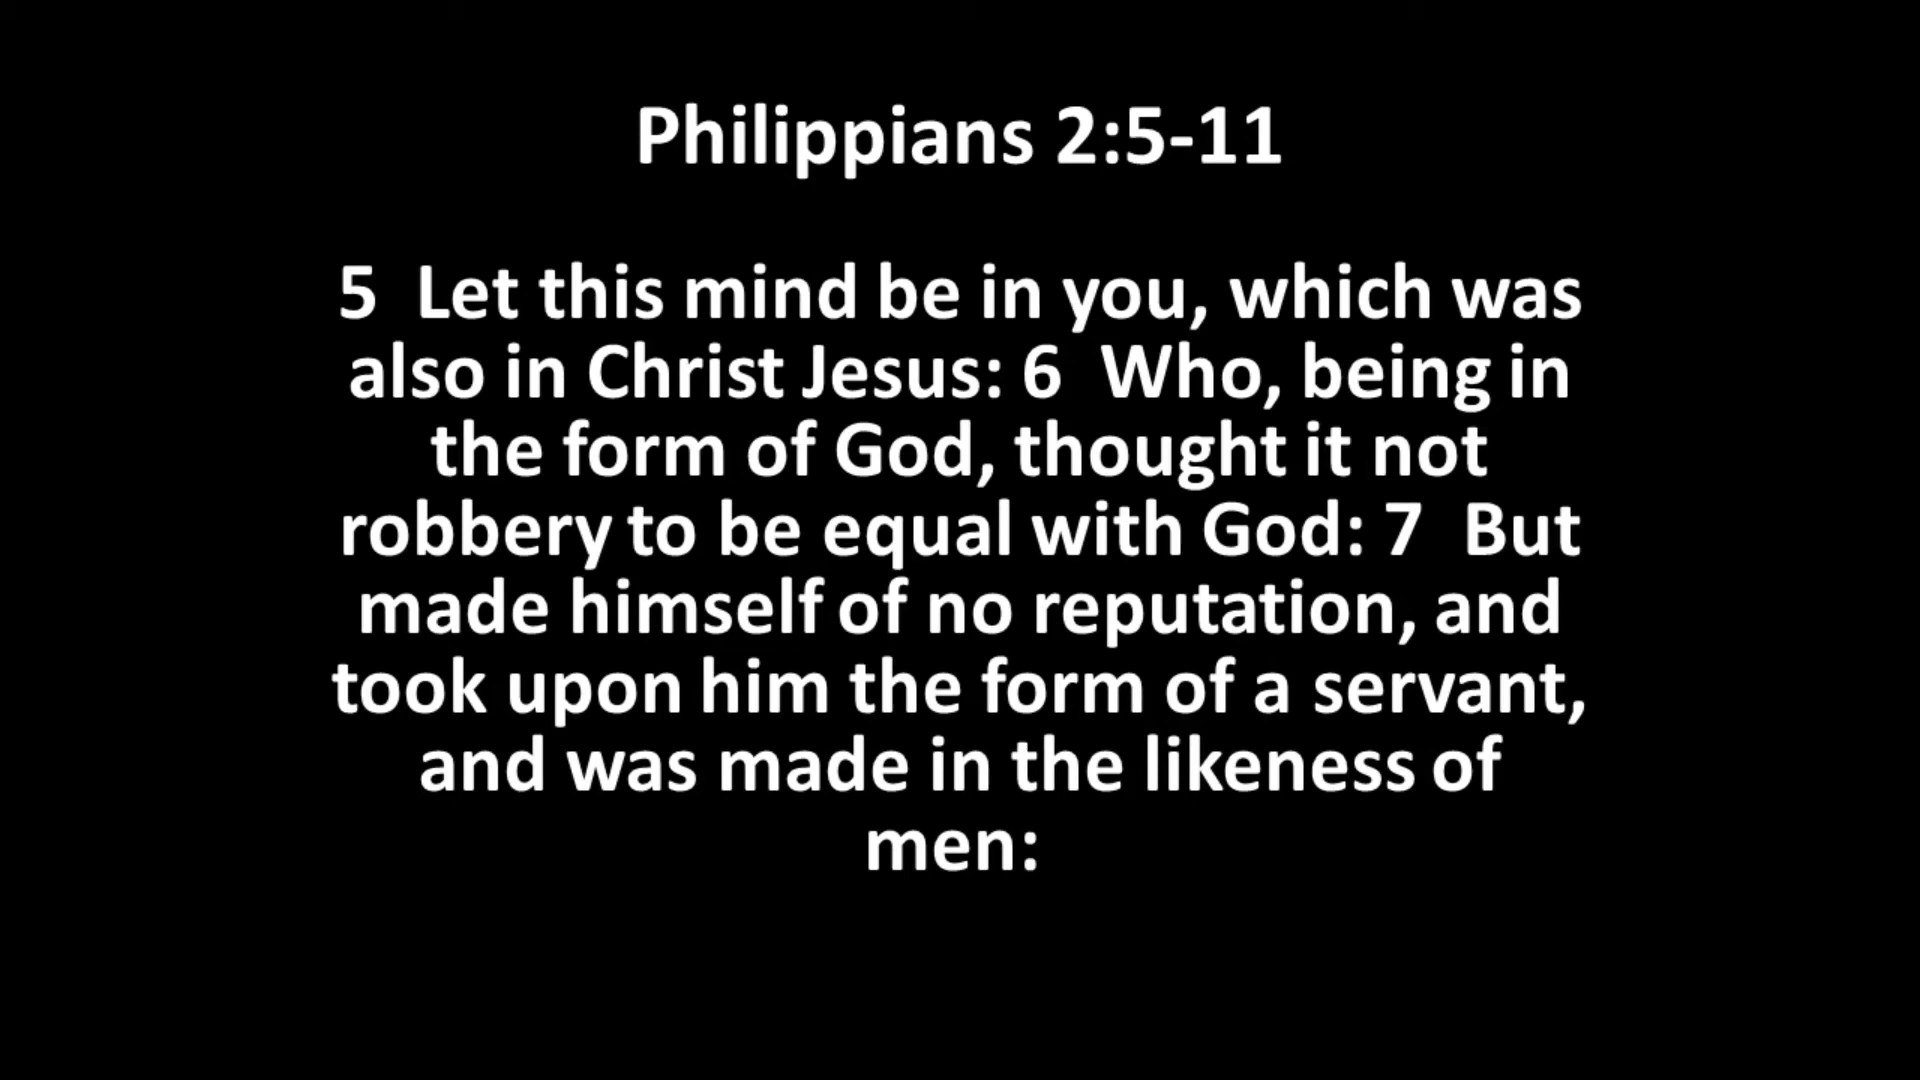 Philippians 2:5-11
5  Let this mind be in you, which was
also in Christ Jesus: 6  Who, being in
the form of God, thought it not
robbery to be equal with God: 7  But
made himself of no reputation, and
took upon him the form of a servant,
and was made in the likeness of
men: